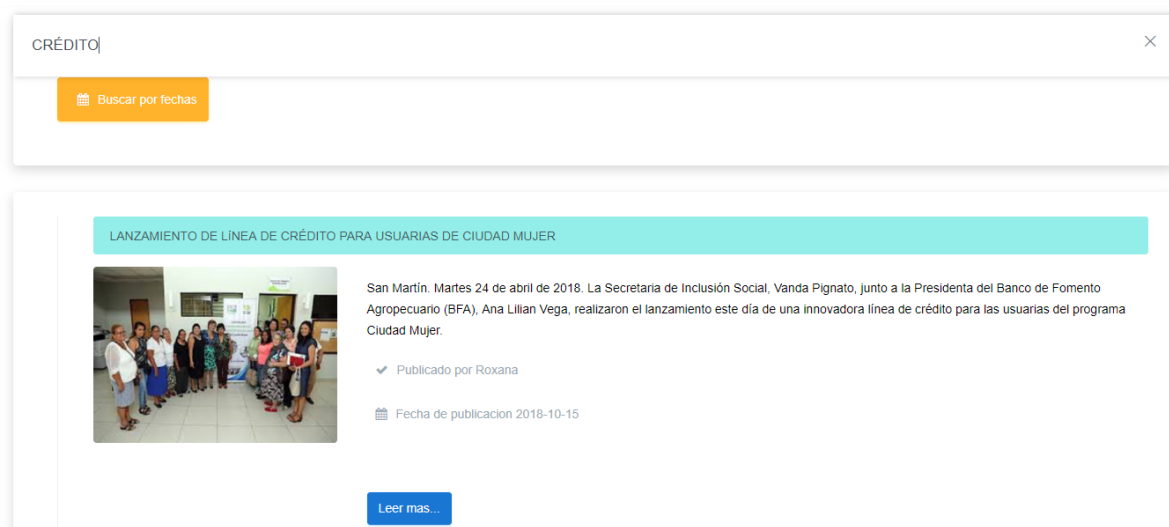 CRÉDITO
Buscar por fechas
LANZAMIENTO DE LÍNEA DE CRÉDITO PARA USUARIAS DE CIUDAD MUJER
San Martín. Martes 24 de abril de 2018. La Secretaria de Inclusión Social, Vanda Pignato, junto a la Presidenta del Banco de Fomento
Agropecuario (BFA), Ana Lilian Vega, realizaron el lanzamiento este día de una innovadora línea de crédito para las usuarias del programa
Ciudad Mujer.
Publicado por Roxana
Fecha de publicacion 2018-10-15
Leer mas...